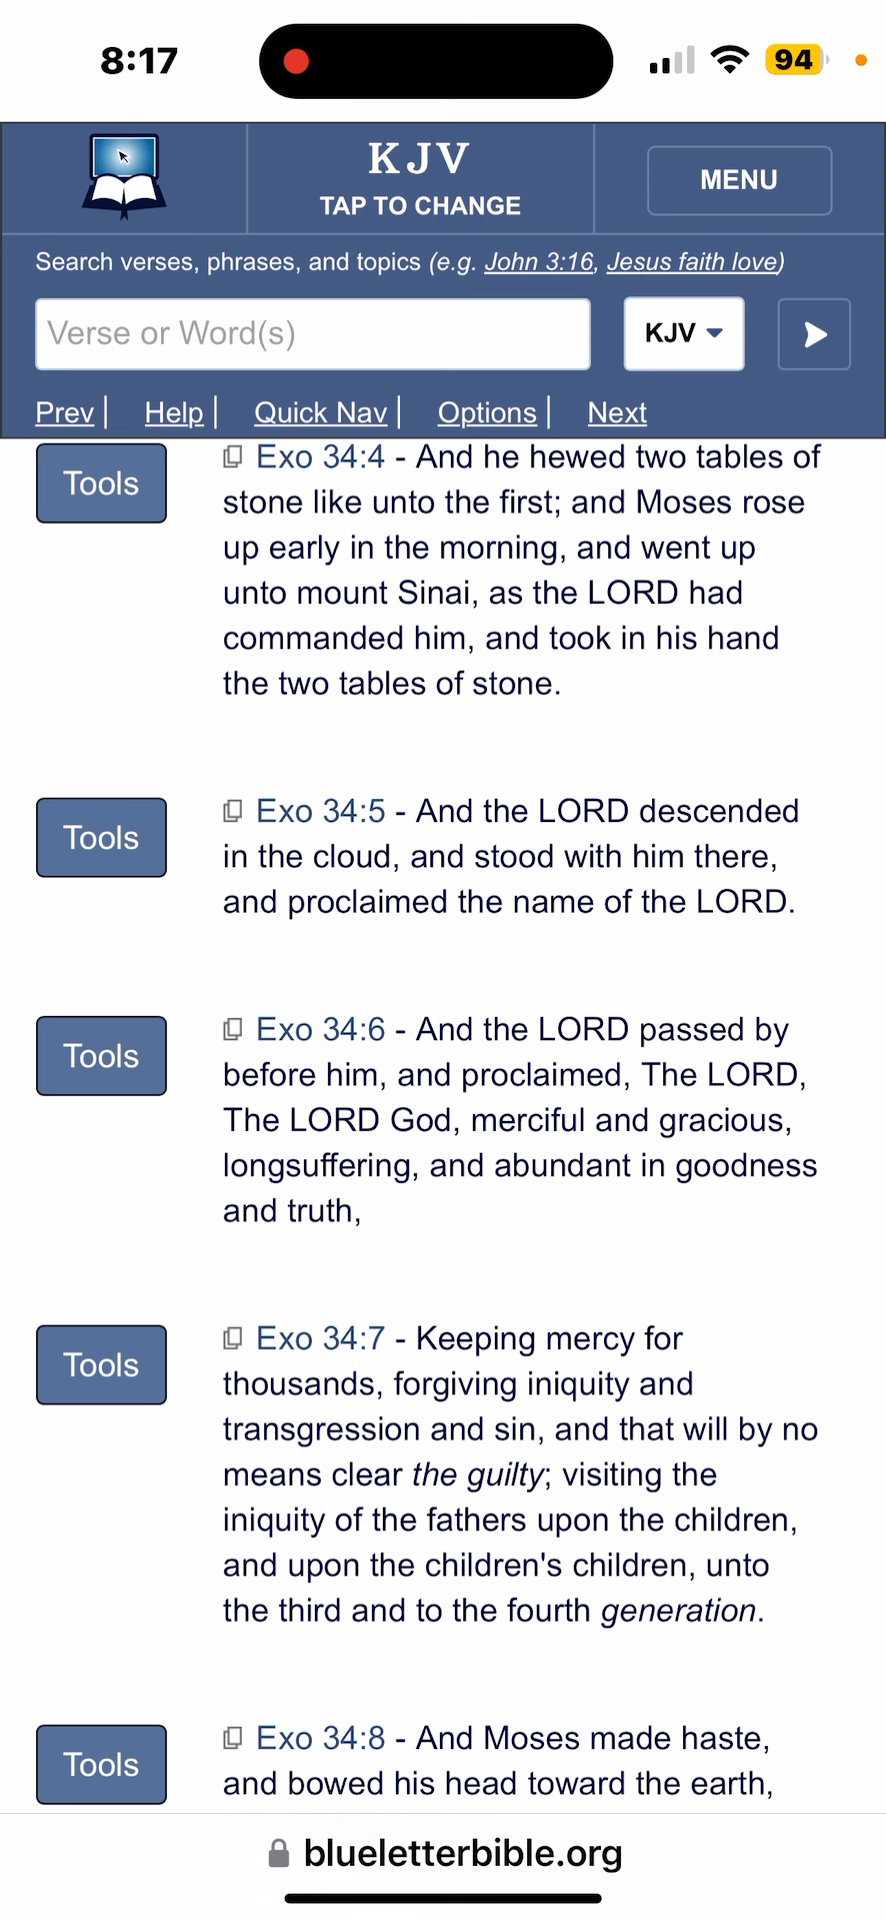 8:17
94
KJV
TAP TO CHANGE
MENU
Search verses, phrases, and topics (e.g. John 3:16, Jesus faith love)
Verse or Word(s)
KJV
Prev | Help | Quick Nav | Options | Next
Tools
Exo 34:4 - And he hewed two tables of
stone like unto the first; and Moses rose
up early in the morning, and went up
unto mount Sinai, as the LORD had
commanded him, and took in his hand
the two tables of stone.
Tools
Exo 34:5 - And the LORD descended
in the cloud, and stood with him there,
and proclaimed the name of the LORD.
Tools
Exo 34:6 - And the LORD passed by
before him, and proclaimed, The LORD,
The LORD God, merciful and gracious,
longsuffering, and abundant in goodness
and truth,
Tools
Exo 34:7 - Keeping mercy for
thousands, forgiving iniquity and
transgression and sin, and that will by no
means clear the guilty; visiting the
iniquity of the fathers upon the children,
and upon the children's children, unto
the third and to the fourth generation.
Tools
Exo 34:8 - And Moses made haste,
and bowed his head toward the earth,
blueletterbible.org